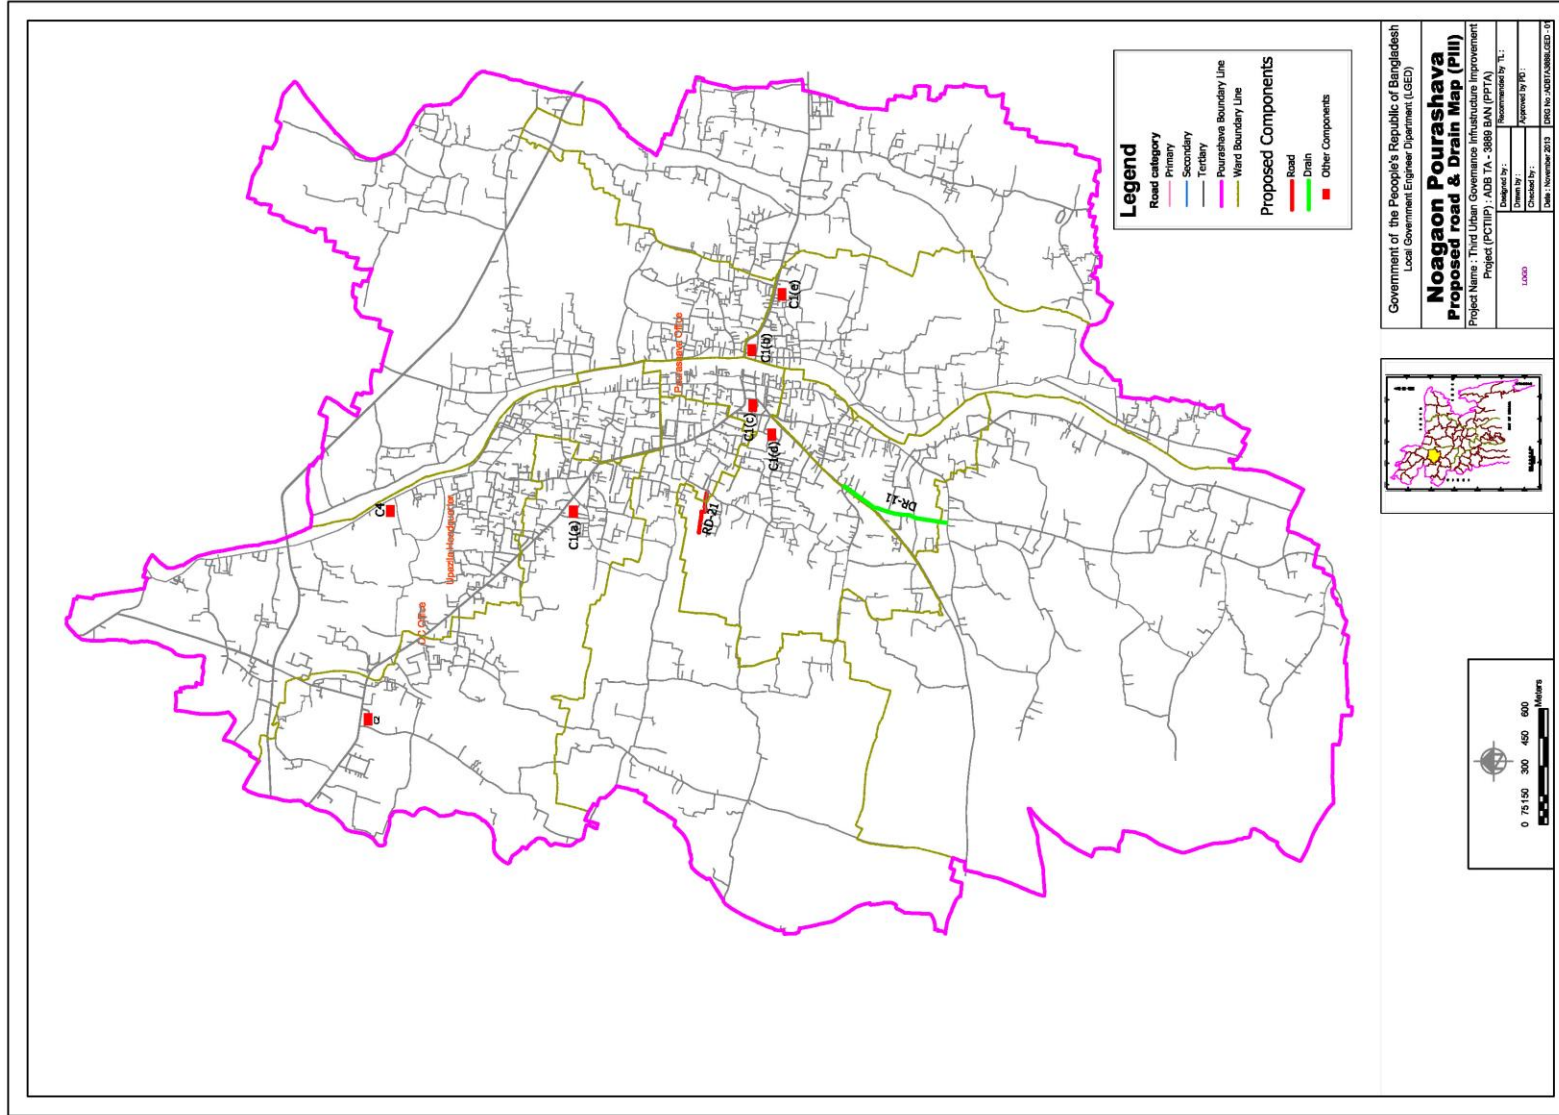 Government of the Peoople's Republic of Bangladesh
Local Government Engineer Dipartment (LGED)
Noagaon Pourashava
Proposed road & Drain Map (PIII)
Project Name : Third Urban Governance Infrustructure Improvement
Project (PCTIIP) : ADB TA - 3889 BAN (PPTA)
LOGO
Designed by :
Drawn by :
Checked by :
Date : November 2013
Recommended by TL :
Approved by PD :
Legend
Road category
Primary
Secondary
Tertiary
Pourashava Boundary Line
Ward Boundary Line
Proposed Components
Road
Drain
Other Components
C4
Upezila Headquarter
DC Office
C2
C1(a)
Pourashava Office
RD-21
C1(b)
C1(c)
C1(d)
C1(e)
DR-11
0 75 150 300 450 600
Meters